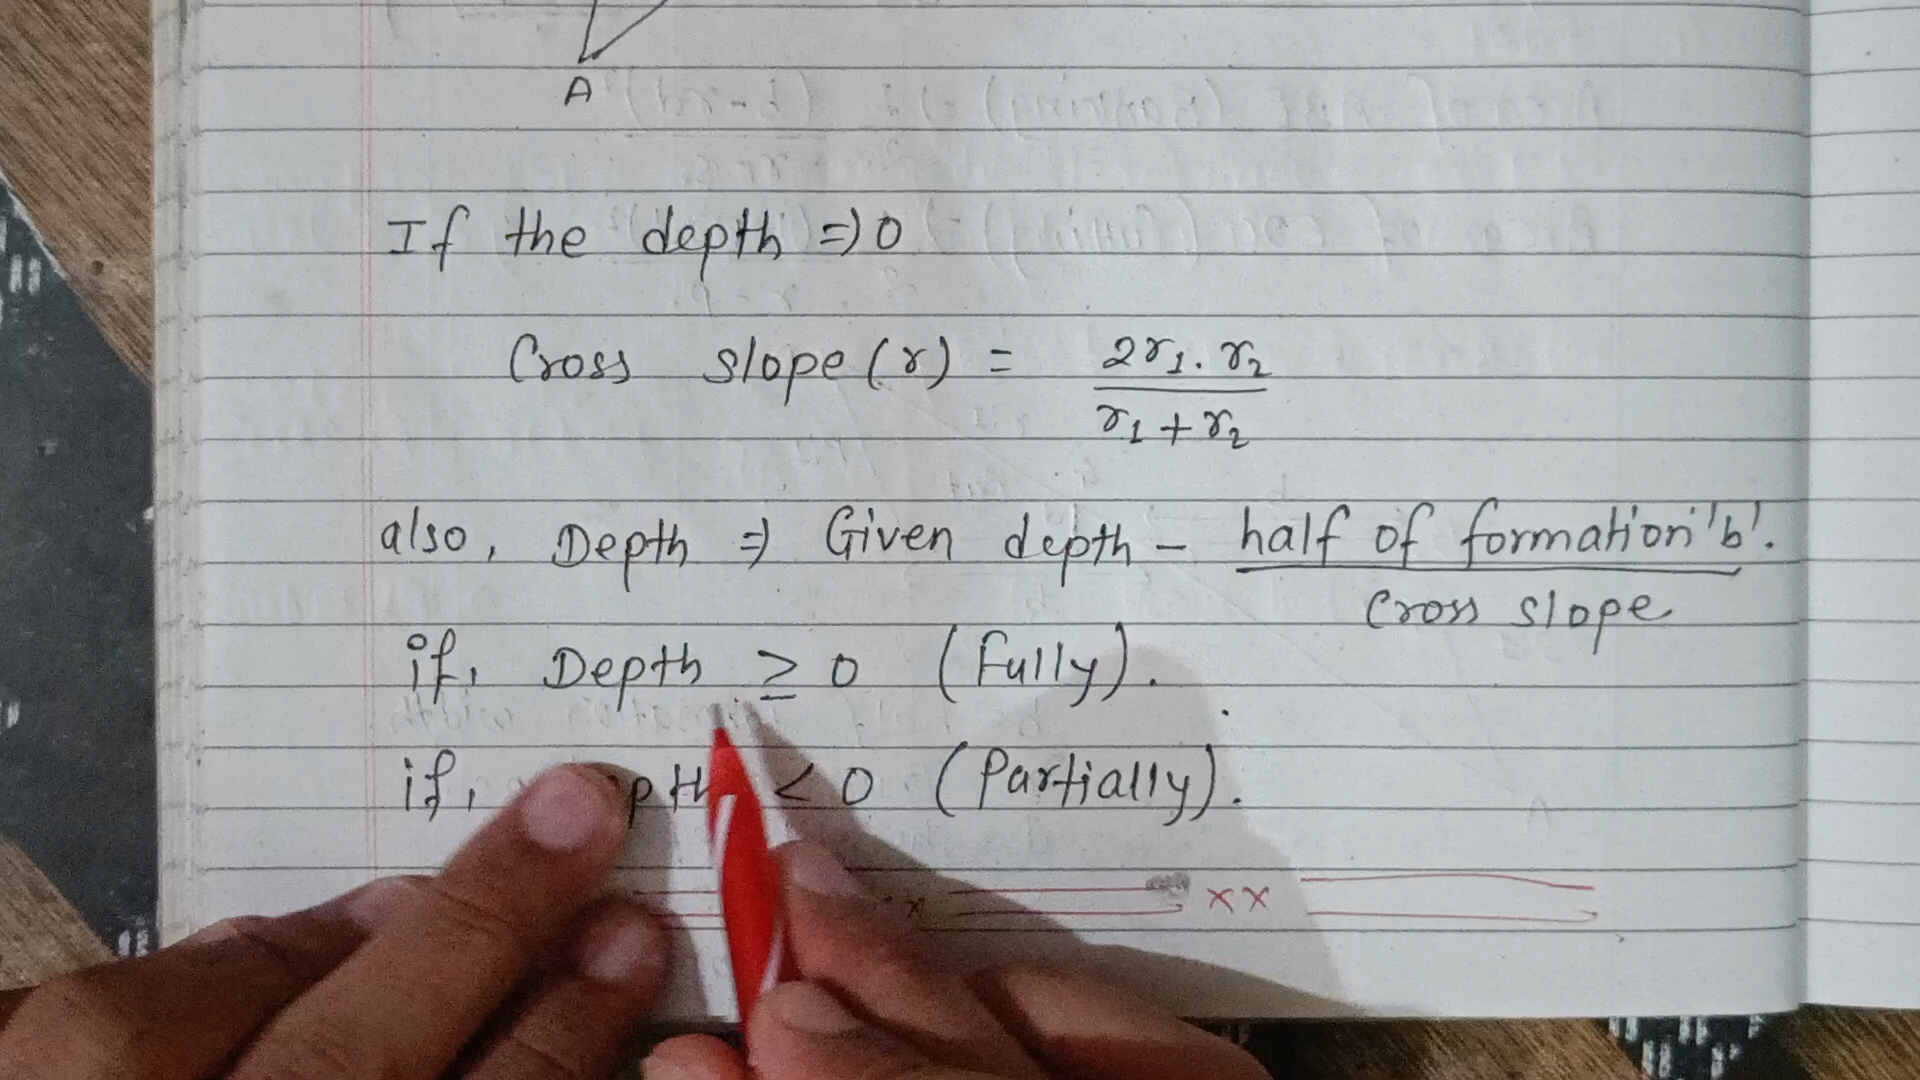 A
If the depth ⇒ 0
Cross slope (r) = 2r₁. r₂
r₁ + r₂
also, Depth ⇒ Given depth – half of formation 'b'.
Cross slope
if, Depth ≥ 0 (Fully).
if, < 0 (Partially).
x xx